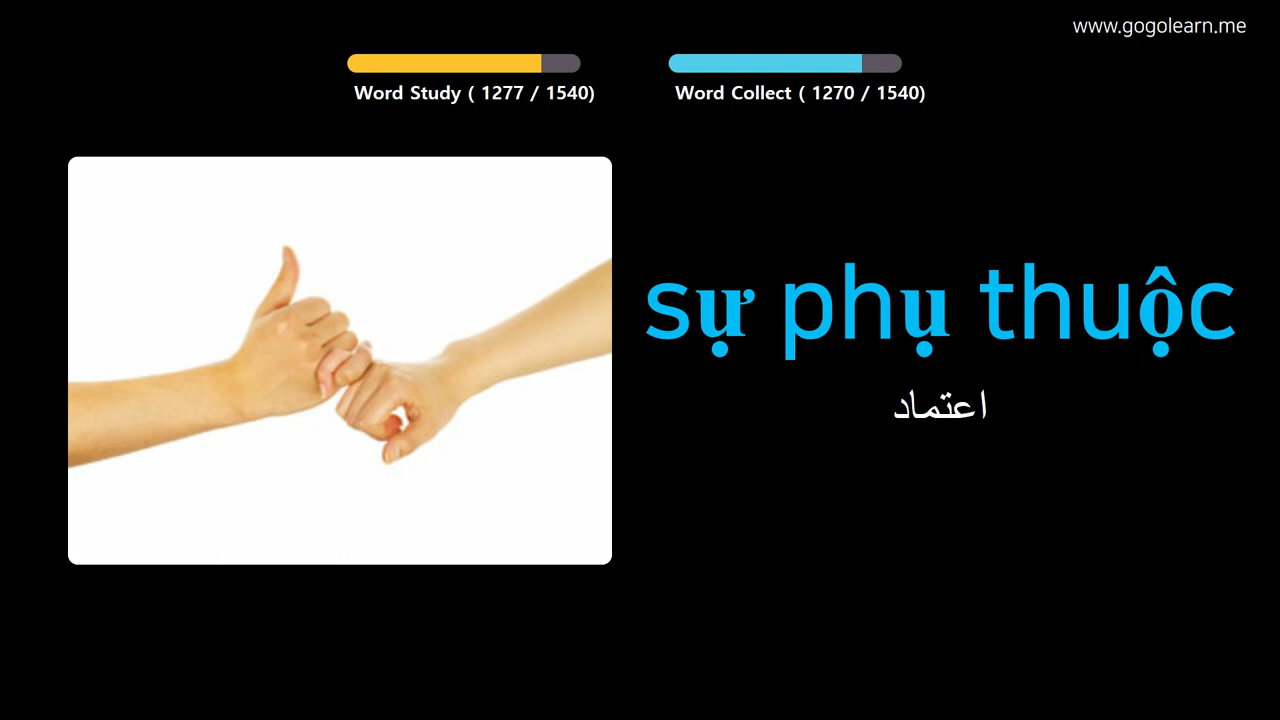 www.gogolearn.me
Word Study ( 1277 / 1540)
Word Collect ( 1270 / 1540)
sự phụ thuộc
اعتماد